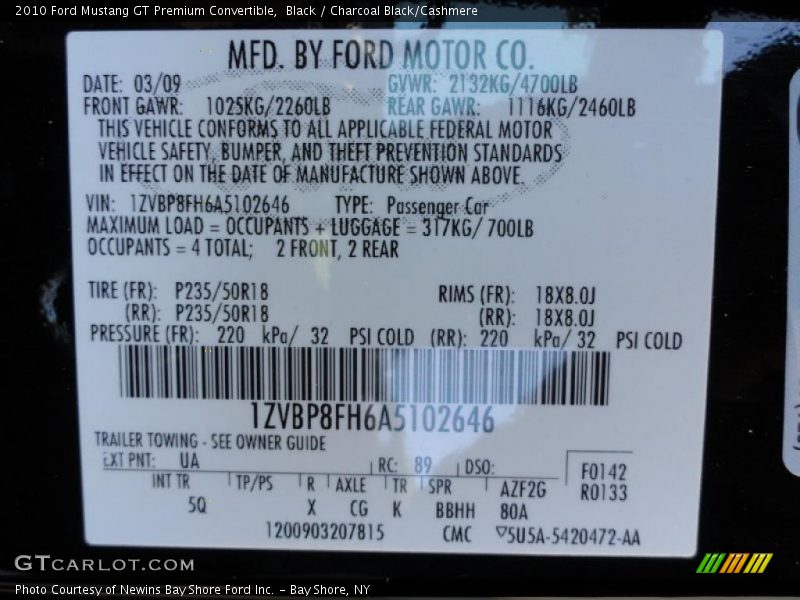 2010 Ford Mustang GT Premium Convertible, Black / Charcoal Black/Cashmere
MFD. BY FORD MOTOR CO.
DATE: 03/09 GVWR: 2132KG/4700LB
FRONT GAWR: 1025KG/2260LB REAR GAWR: 1116KG/2460LB
THIS VEHICLE CONFORMS TO ALL APPLICABLE FEDERAL MOTOR
VEHICLE SAFETY, BUMPER, AND THEFT PREVENTION STANDARDS
IN EFFECT ON THE DATE OF MANUFACTURE SHOWN ABOVE.
VIN: 1ZVBP8FH6A5102646 TYPE: Passenger Car
MAXIMUM LOAD = OCCUPANTS + LUGGAGE = 317KG/ 700LB
OCCUPANTS = 4 TOTAL; 2 FRONT, 2 REAR
TIRE (FR): P235/50R18 RIMS (FR): 18X8.0J
(RR): P235/50R18 (RR): 18X8.0J
PRESSURE (FR): 220 kPa/ 32 PSI COLD (RR): 220 kPa/ 32 PSI COLD
1ZVBP8FH6A5102646
TRAILER TOWING - SEE OWNER GUIDE
EXT PNT: UA RC: 89 DSO: F0142
INT TR TP/PS R AXLE TR SPR AZF2G R0133
5Q X CG K BBHH 80A
1200903207815 CMC ▽5U5A-5420472-AA
GTCARLOT.COM
Photo Courtesy of Newins Bay Shore Ford Inc. - Bay Shore, NY